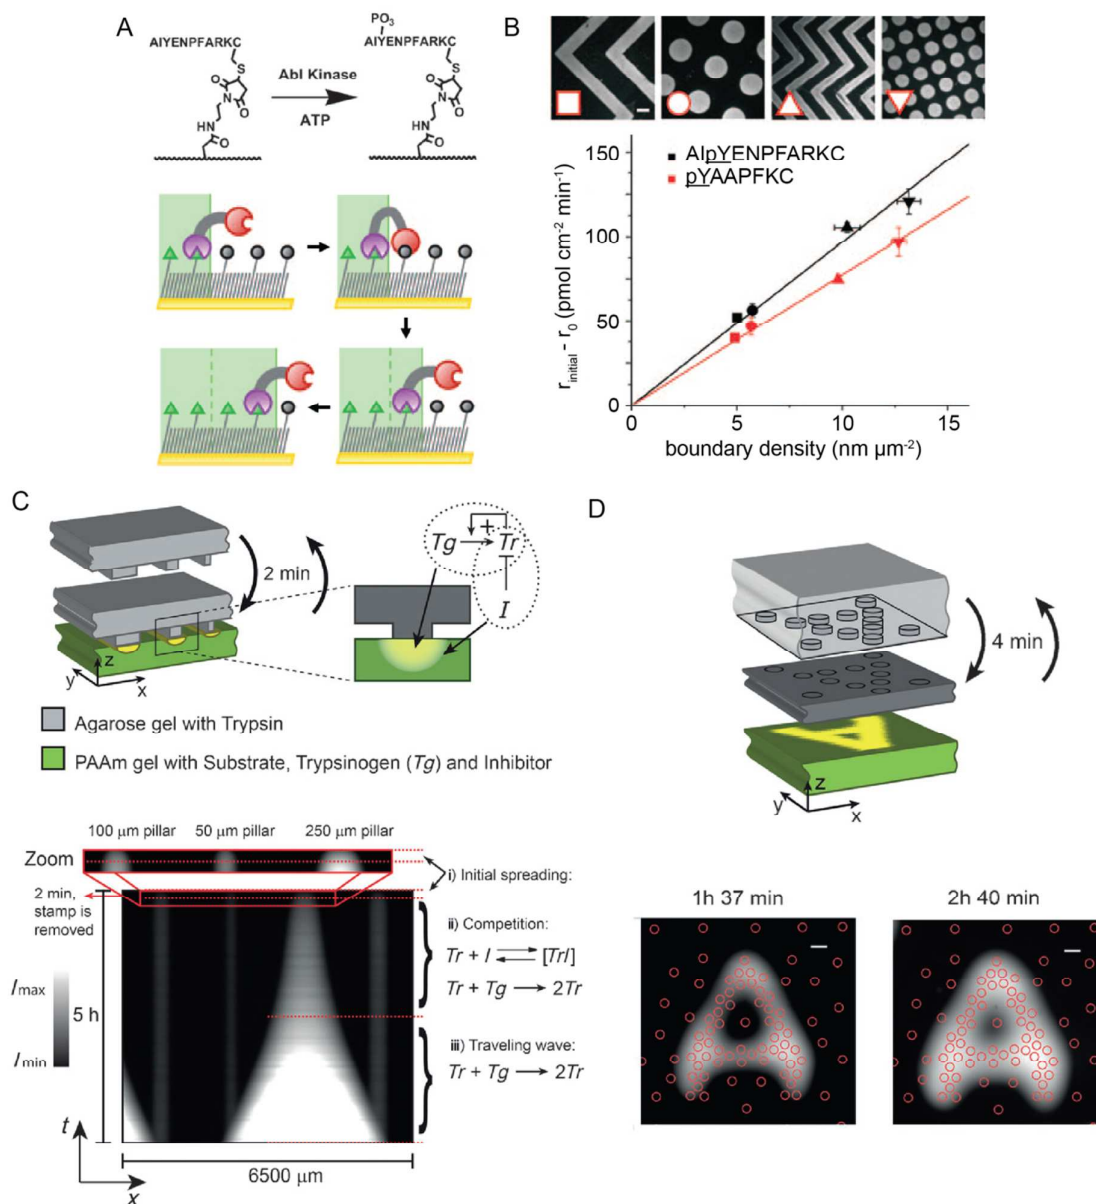 A
PO₃
AIYENPFARKC
AIYENPFARKC
S
S
O
N
O
O
N
O
HN
HN
O
O
Abl Kinase
ATP
B
150
100
50
0
r_initial - r₀ (pmol cm⁻² min⁻¹)
AIpYENPFARKC
pYAAPFKC
0
5
10
15
boundary density (nm µm⁻²)
C
2 min
Tg
+
Tr
I
z
y
x
Agarose gel with Trypsin
PAAm gel with Substrate, Trypsinogen (Tg) and Inhibitor
100 µm pillar
50 µm pillar
250 µm pillar
Zoom
2 min,
stamp is
removed
i) Initial spreading:
ii) Competition:
Tr + I ⇌ [TrI]
Tr + Tg → 2Tr
iii) Traveling wave:
Tr + Tg → 2Tr
Imax
Imin
5 h
t
x
6500 µm
D
4 min
z
y
x
1h 37 min
2h 40 min